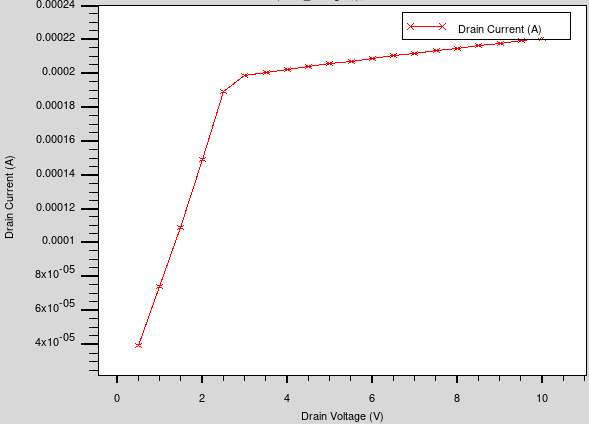 0.00024
0.00022
0.0002
0.00018
0.00016
0.00014
0.00012
0.0001
8x10-05
6x10-05
4x10-05
Drain Current (A)
Drain Current (A)
0 2 4 6 8 10
Drain Voltage (V)